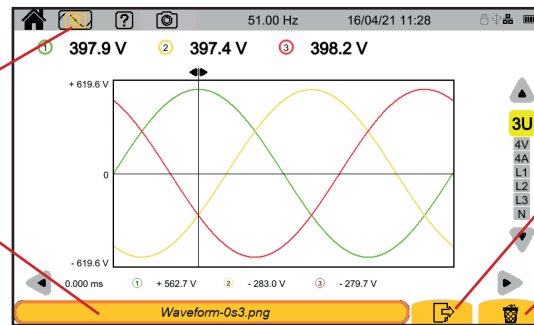 ? 51.00 Hz 16/04/21 11:28
1 397.9 V 2 397.4 V 3 398.2 V
+ 619.6 V
3U
4V
4A
L1
L2
L3
N
0
- 619.6 V
0.000 ms 1 + 562.7 V 2 - 283.0 V 3 - 279.7 V
Waveform-0s3.png